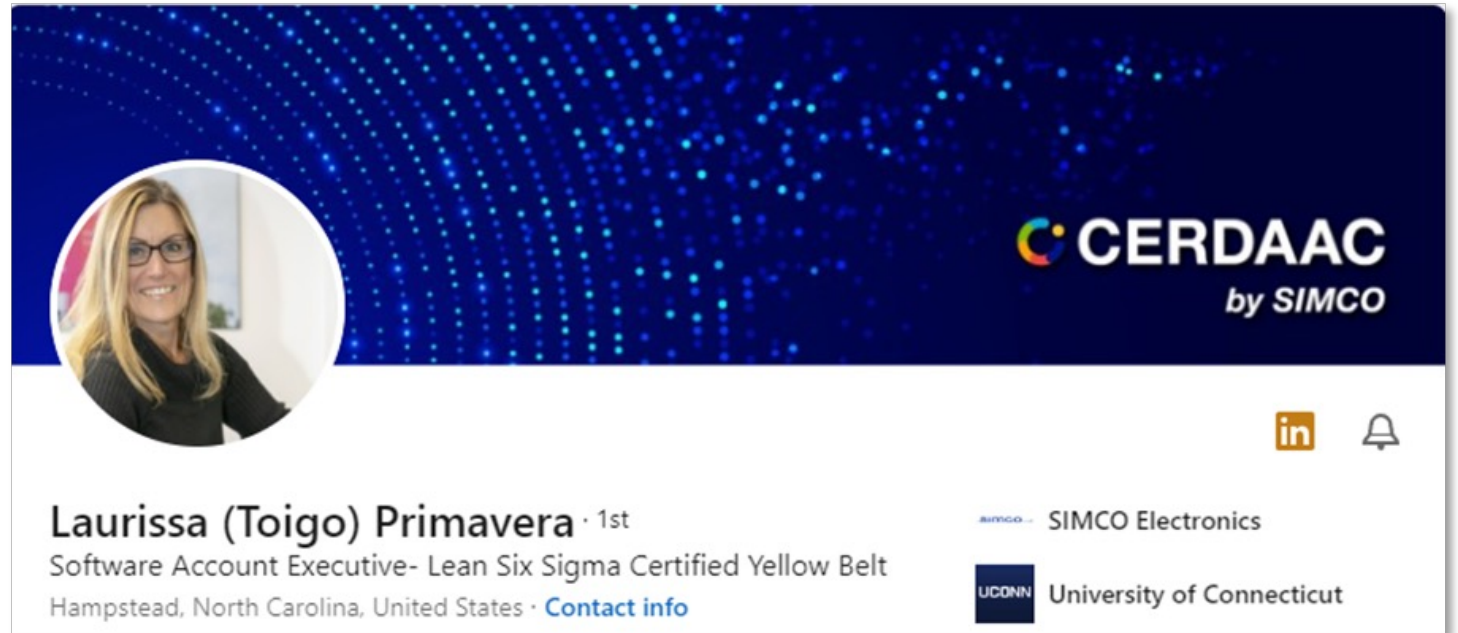 CERDAAC
by SIMCO
in
Laurissa (Toigo) Primavera · 1st
Software Account Executive- Lean Six Sigma Certified Yellow Belt
Hampstead, North Carolina, United States · Contact info
simco
SIMCO Electronics
UCONN
University of Connecticut